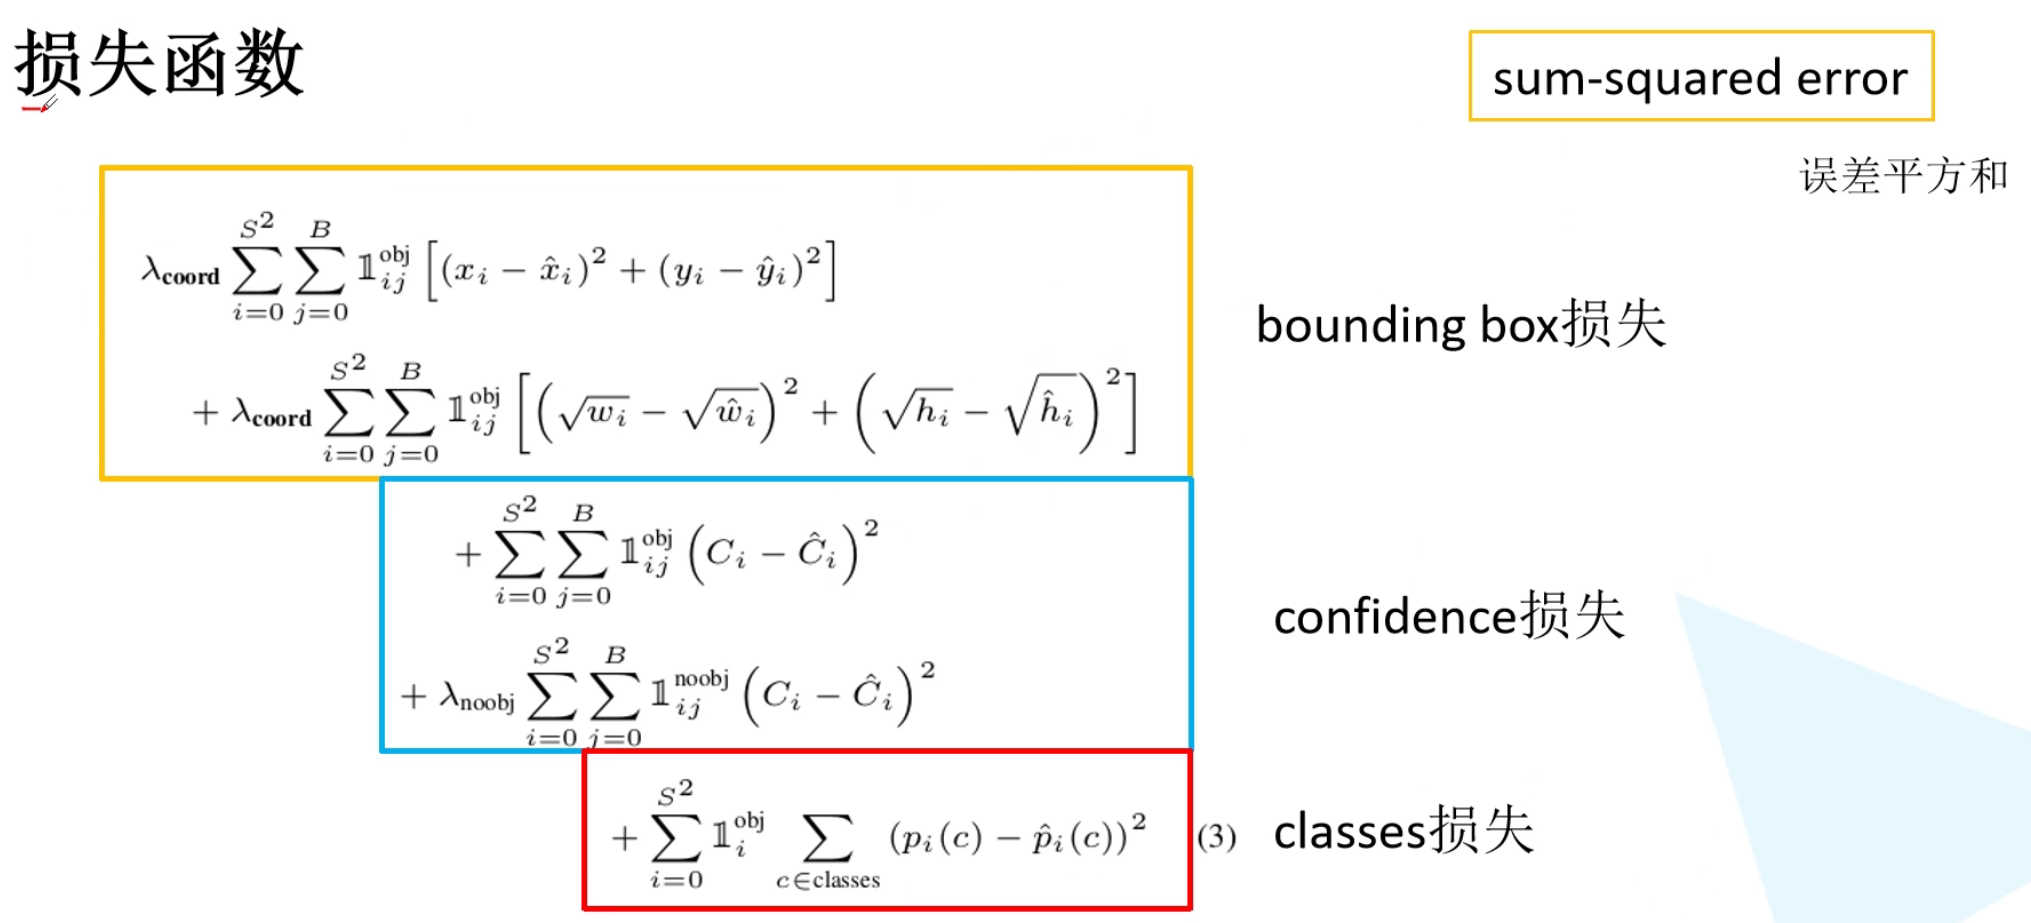 损失函数
sum-squared error
误差平方和
$\lambda_{\textbf{coord}} \sum_{i=0}^{S^2} \sum_{j=0}^{B} \mathbb{1}_{ij}^{\text{obj}} \left[ (x_i - \hat{x}_i)^2 + (y_i - \hat{y}_i)^2 \right]$
bounding box损失
$+ \lambda_{\textbf{coord}} \sum_{i=0}^{S^2} \sum_{j=0}^{B} \mathbb{1}_{ij}^{\text{obj}} \left[ \left( \sqrt{w_i} - \sqrt{\hat{w}_i} \right)^2 + \left( \sqrt{h_i} - \sqrt{\hat{h}_i} \right)^2 \right]$
$+ \sum_{i=0}^{S^2} \sum_{j=0}^{B} \mathbb{1}_{ij}^{\text{obj}} \left( C_i - \hat{C}_i \right)^2$
confidence损失
$+ \lambda_{\text{noobj}} \sum_{i=0}^{S^2} \sum_{j=0}^{B} \mathbb{1}_{ij}^{\text{noobj}} \left( C_i - \hat{C}_i \right)^2$
$+ \sum_{i=0}^{S^2} \mathbb{1}_{i}^{\text{obj}} \sum_{c \in \text{classes}} (p_i(c) - \hat{p}_i(c))^2$ (3)
classes损失